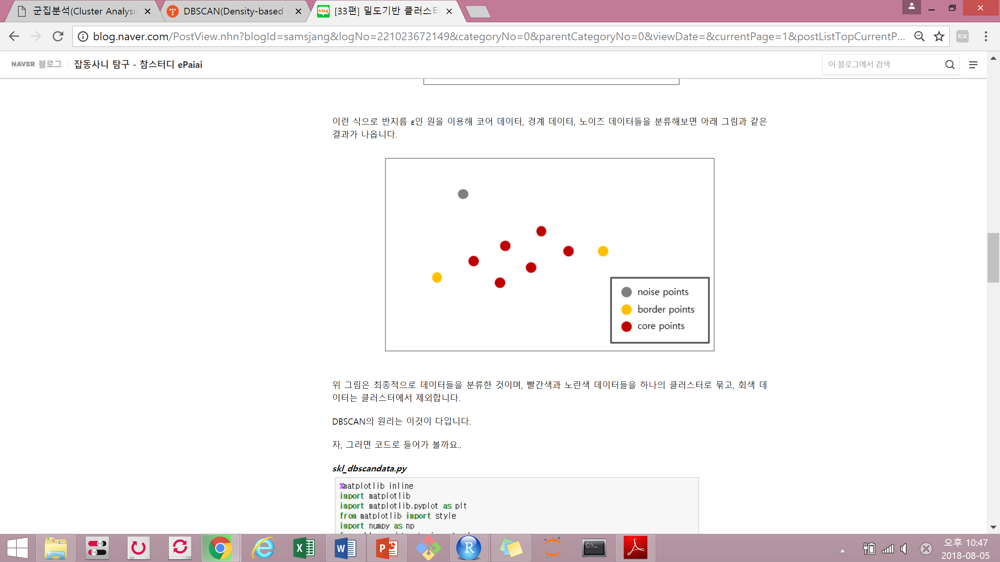 군집분석(Cluster Analysis
DBSCAN(Density-based
[33편] 밀도기반 클러스터
blog.naver.com/PostView.nhn?blogId=samsjang&logNo=221023672149&categoryNo=0&parentCategoryNo=0&viewDate=&currentPage=1&postListTopCurrentP...
EX
NAVER 블로그 잡동사니 탐구 - 참스터디 ePaiai
이 블로그에서 검색
이런 식으로 반지름 ε인 원을 이용해 코어 데이터, 경계 데이터, 노이즈 데이터들을 분류해보면 아래 그림과 같은
결과가 나옵니다.
noise points
border points
core points
위 그림은 최종적으로 데이터들을 분류한 것이며, 빨간색과 노란색 데이터들을 하나의 클러스터로 묶고, 회색 데
이터는 클러스터에서 제외합니다.
DBSCAN의 원리는 이것이 다입니다.
자, 그러면 코드로 들어가 볼까요..
skl_dbscandata.py
%matplotlib inline
import matplotlib
import matplotlib.pyplot as plt
from matplotlib import style
import numpy as np
오후 10:47
2018-08-05